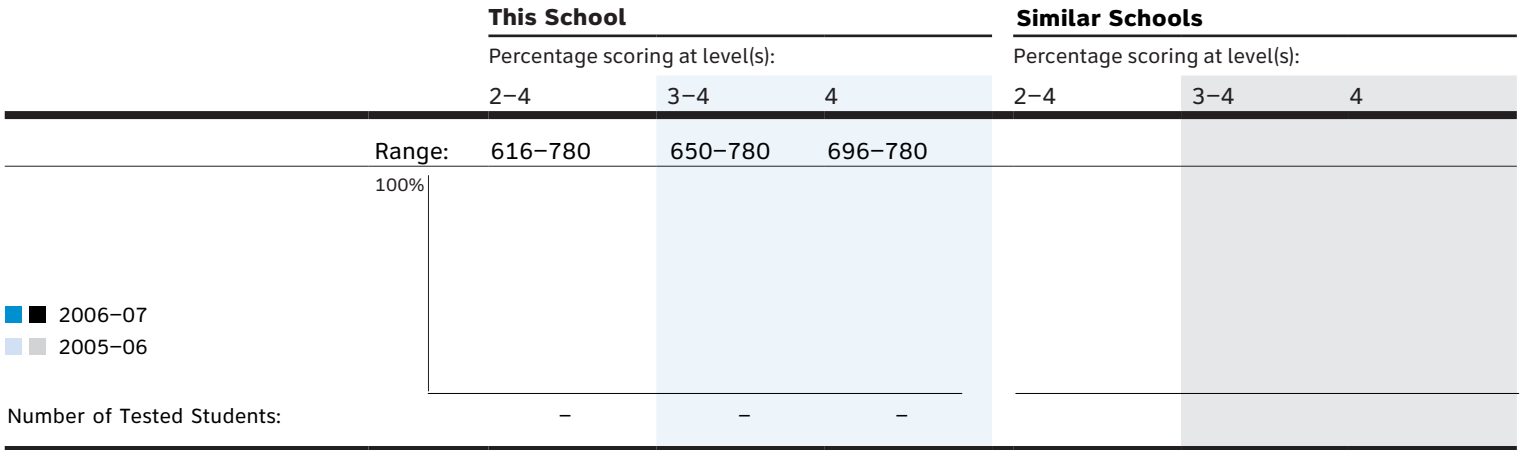 This School Similar Schools
Percentage scoring at level(s): Percentage scoring at level(s):
2–4 3–4 4 2–4 3–4 4
Range: 616–780 650–780 696–780
100%
2006–07
2005–06
Number of Tested Students: – – –